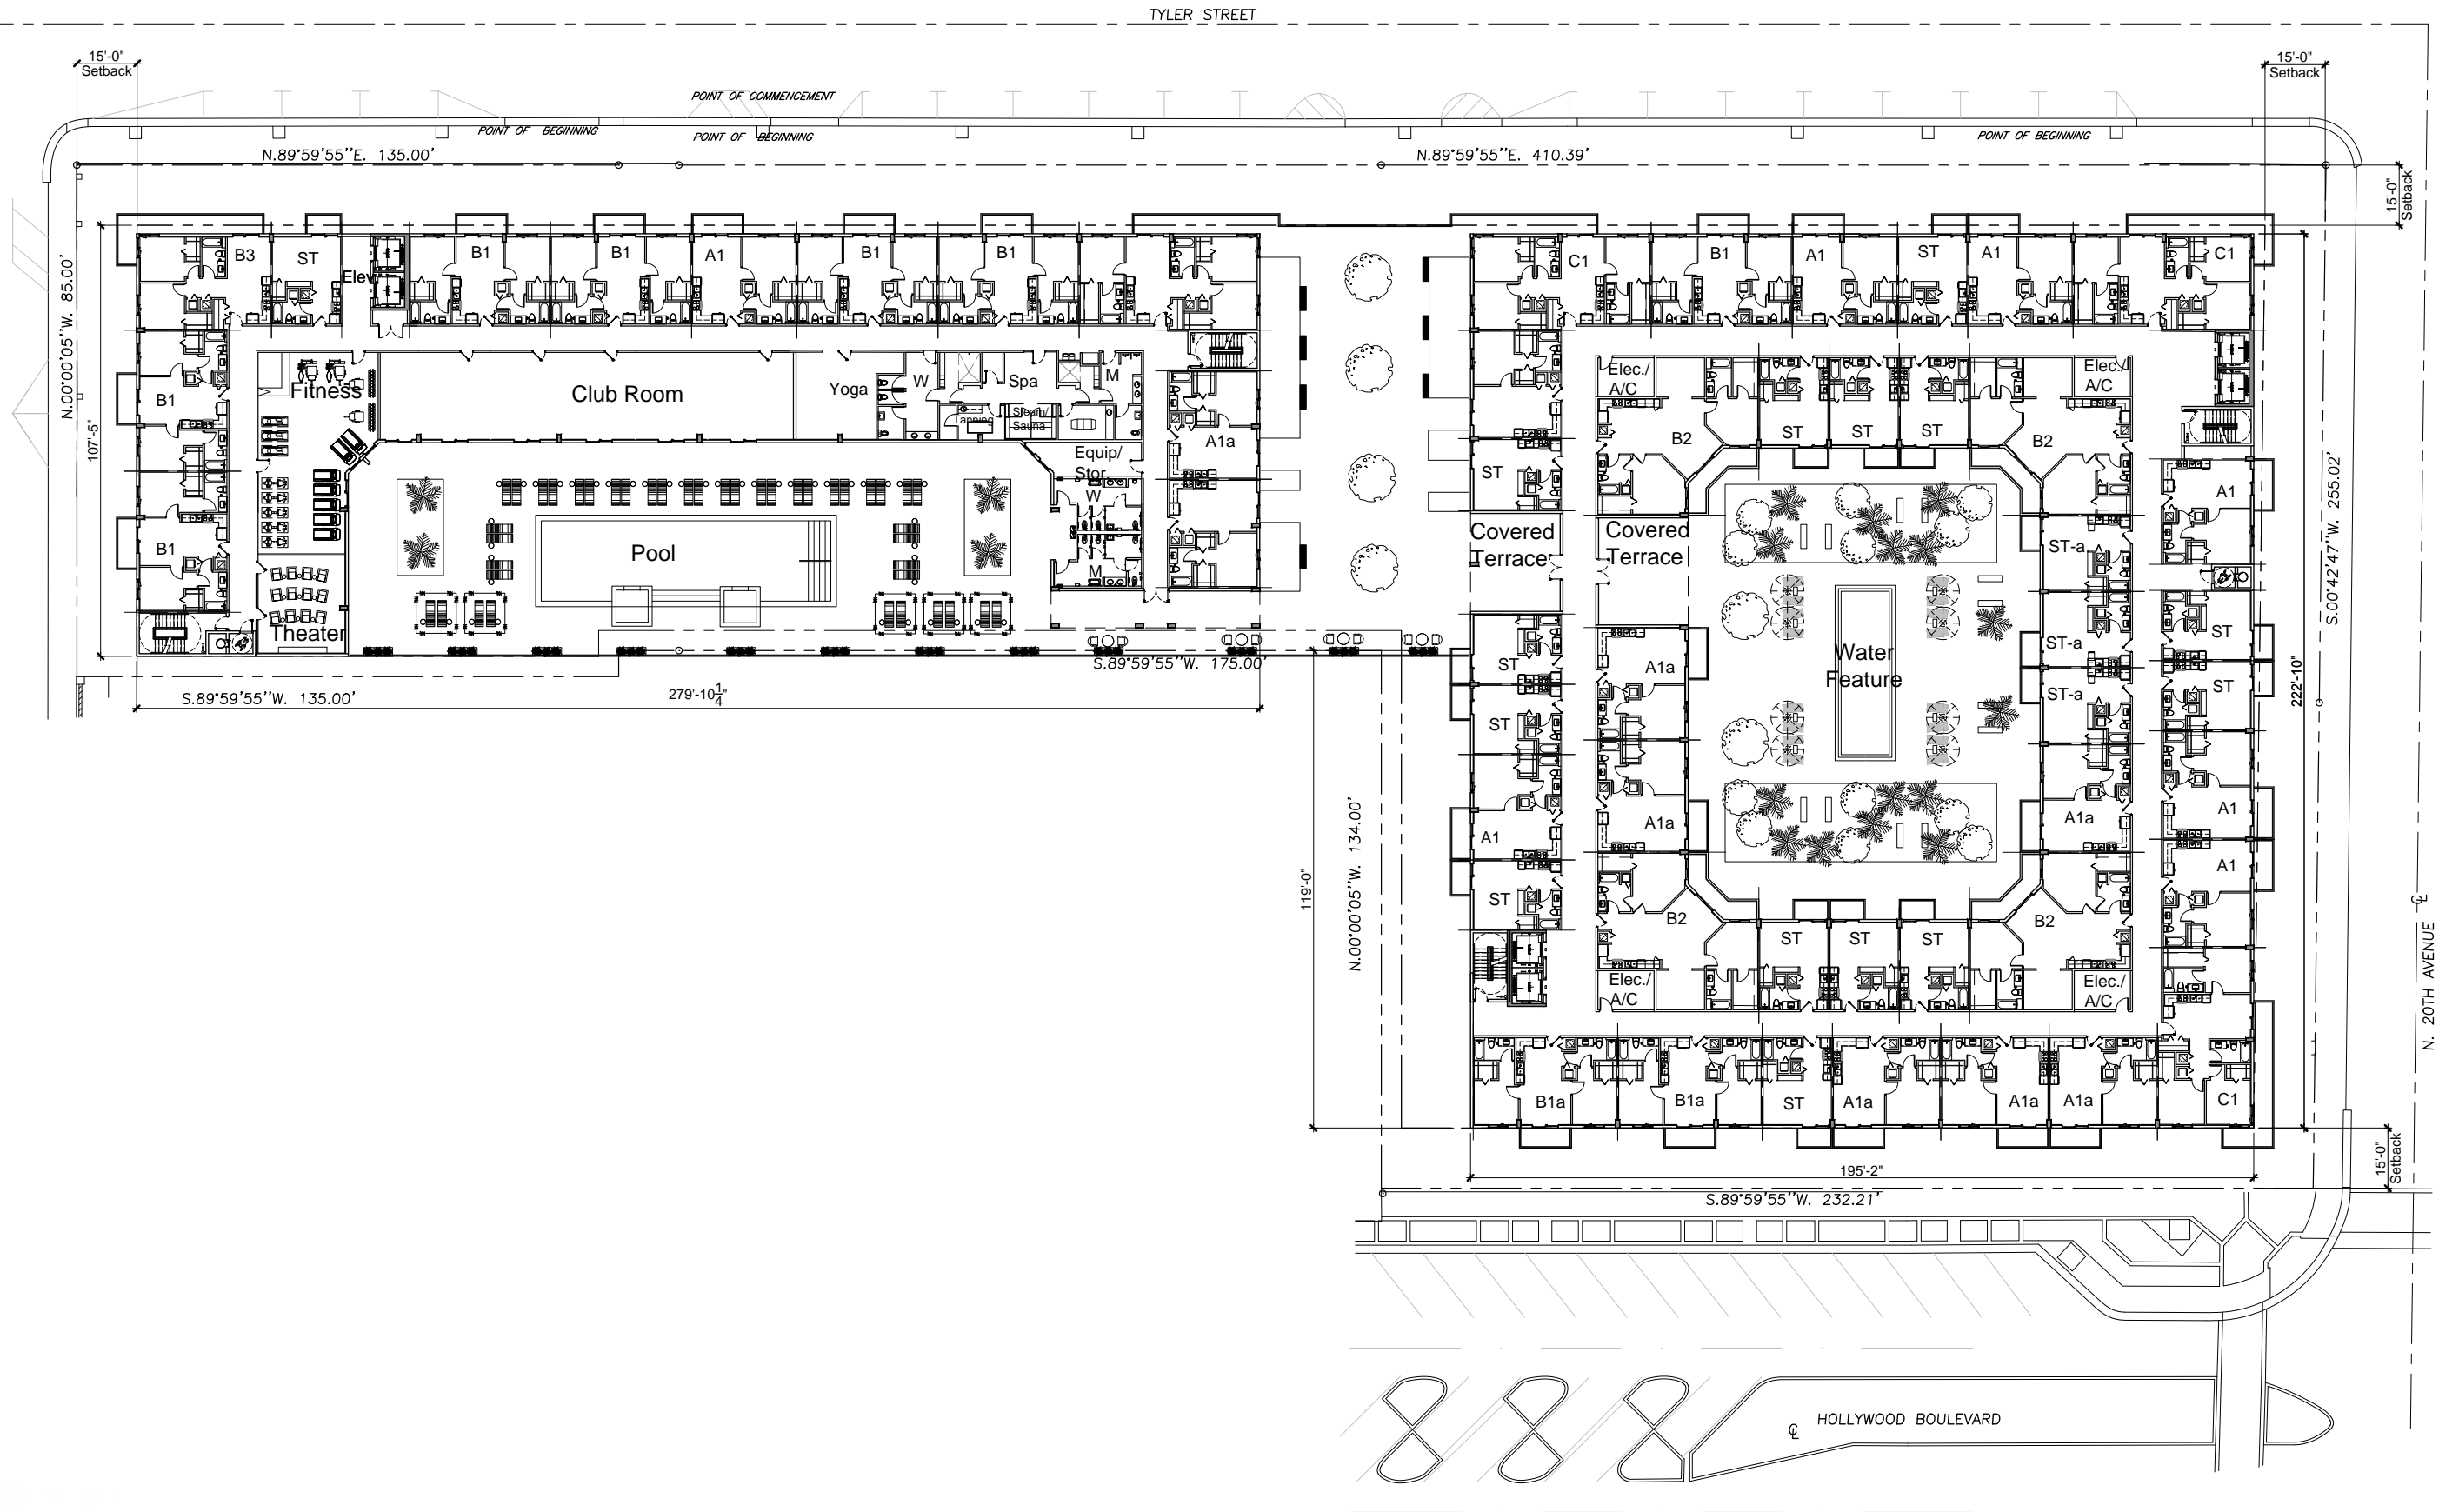 TYLER STREET
15'-0"
Setback
15'-0"
Setback
POINT OF COMMENCEMENT
POINT OF BEGINNING
POINT OF BEGINNING
POINT OF BEGINNING
N.89°59'55''E. 135.00'
N.89°59'55''E. 410.39'
15'-0"
Setback
N.00°00'05''W. 85.00'
107'-5"
B3
ST
Elev
B1
B1
A1
B1
B1
C1
B1
A1
ST
A1
C1
B1
Fitness
Club Room
Yoga
W
Spa
M
Tanning
Steam/
Sauna
A1a
Equip/
Stor.
W
M
B1
Pool
Theater
Elec./
A/C
Elec./
A/C
B2
ST
ST
ST
B2
ST
A1
Covered
Terrace
Covered
Terrace
ST-a
ST-a
ST-a
ST
ST
ST
A1a
Water
Feature
ST
A1a
A1
A1a
A1
A1
ST
B2
ST
ST
ST
B2
Elec./
A/C
Elec./
A/C
B1a
B1a
ST
A1a
A1a
A1a
C1
S.00°42'47''W. 255.02'
222'-10"
S.89°59'55''W. 175.00'
S.89°59'55''W. 135.00'
279'-10 1/4"
N.00°00'05''W. 134.00'
119'-0"
195'-2"
S.89°59'55''W. 232.21'
15'-0"
Setback
N. 20TH AVENUE
HOLLYWOOD BOULEVARD